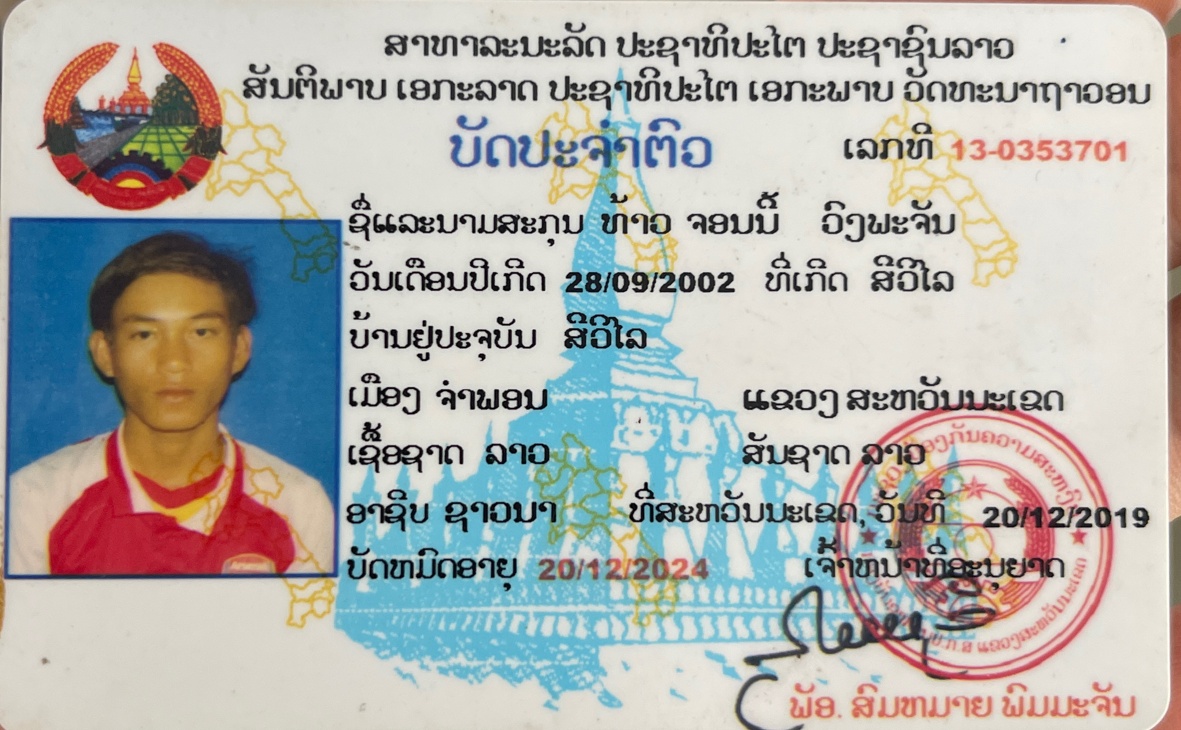 ສາທາລະນະລັດ ປະຊາທິປະໄຕ ປະຊາຊົນລາວ
ສັນຕິພາບ ເອກະລາດ ປະຊາທິປະໄຕ ເອກະພາບ ວັດທະນາຖາວອນ
ບັດປະຈຳຕົວ
ເລກທີ 13-0353701
ຊື່ແລະນາມສະກຸນ ທ້າວ ຈອນນີ້ ວົງພະຈັນ
ວັນເດືອນປີເກີດ 28/09/2002 ທີ່ເກີດ ສີວິໄລ
ບ້ານຢູ່ປະຈຸບັນ ສີວິໄລ
ເມືອງ ຈຳພອນ ແຂວງ ສະຫວັນນະເຂດ
ເຊື້ອຊາດ ລາວ ສັນຊາດ ລາວ
ອາຊີບ ຊາວນາ ທີ່ສະຫວັນນະເຂດ, ວັນທີ 20/12/2019
ບັດຫມົດອາຍຸ 20/12/2024 ເຈົ້າຫນ້າທີ່ອະນຸຍາດ
ພັອ. ສົມຫມາຍ ພິມມະຈັນ